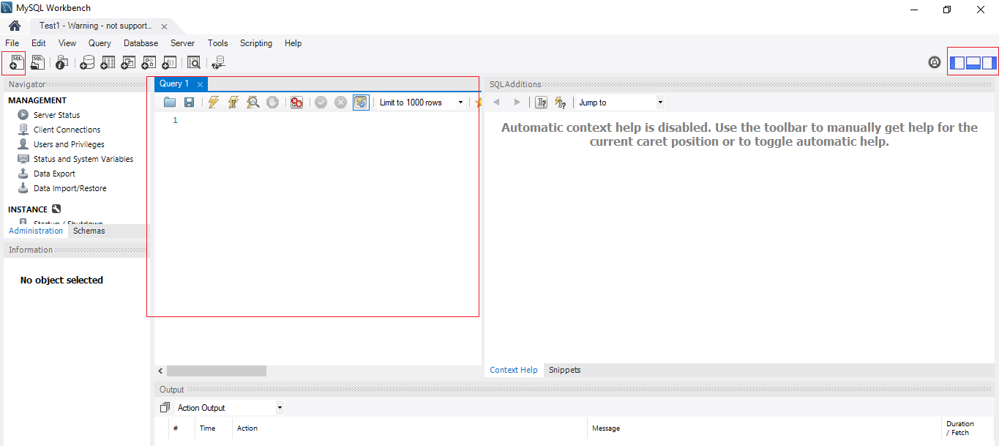 MySQL Workbench
Test1 - Warning - not support...
File Edit View Query Database Server Tools Scripting Help
SQL SQL
Navigator
MANAGEMENT
Server Status
Client Connections
Users and Privileges
Status and System Variables
Data Export
Data Import/Restore
INSTANCE
Startup / Shutdown
Administration Schemas
Information
No object selected
Query 1
Limit to 1000 rows
1
SQLAdditions
Jump to
Automatic context help is disabled. Use the toolbar to manually get help for the
current caret position or to toggle automatic help.
Context Help Snippets
Output
Action Output
# Time Action Message Duration
/ Fetch